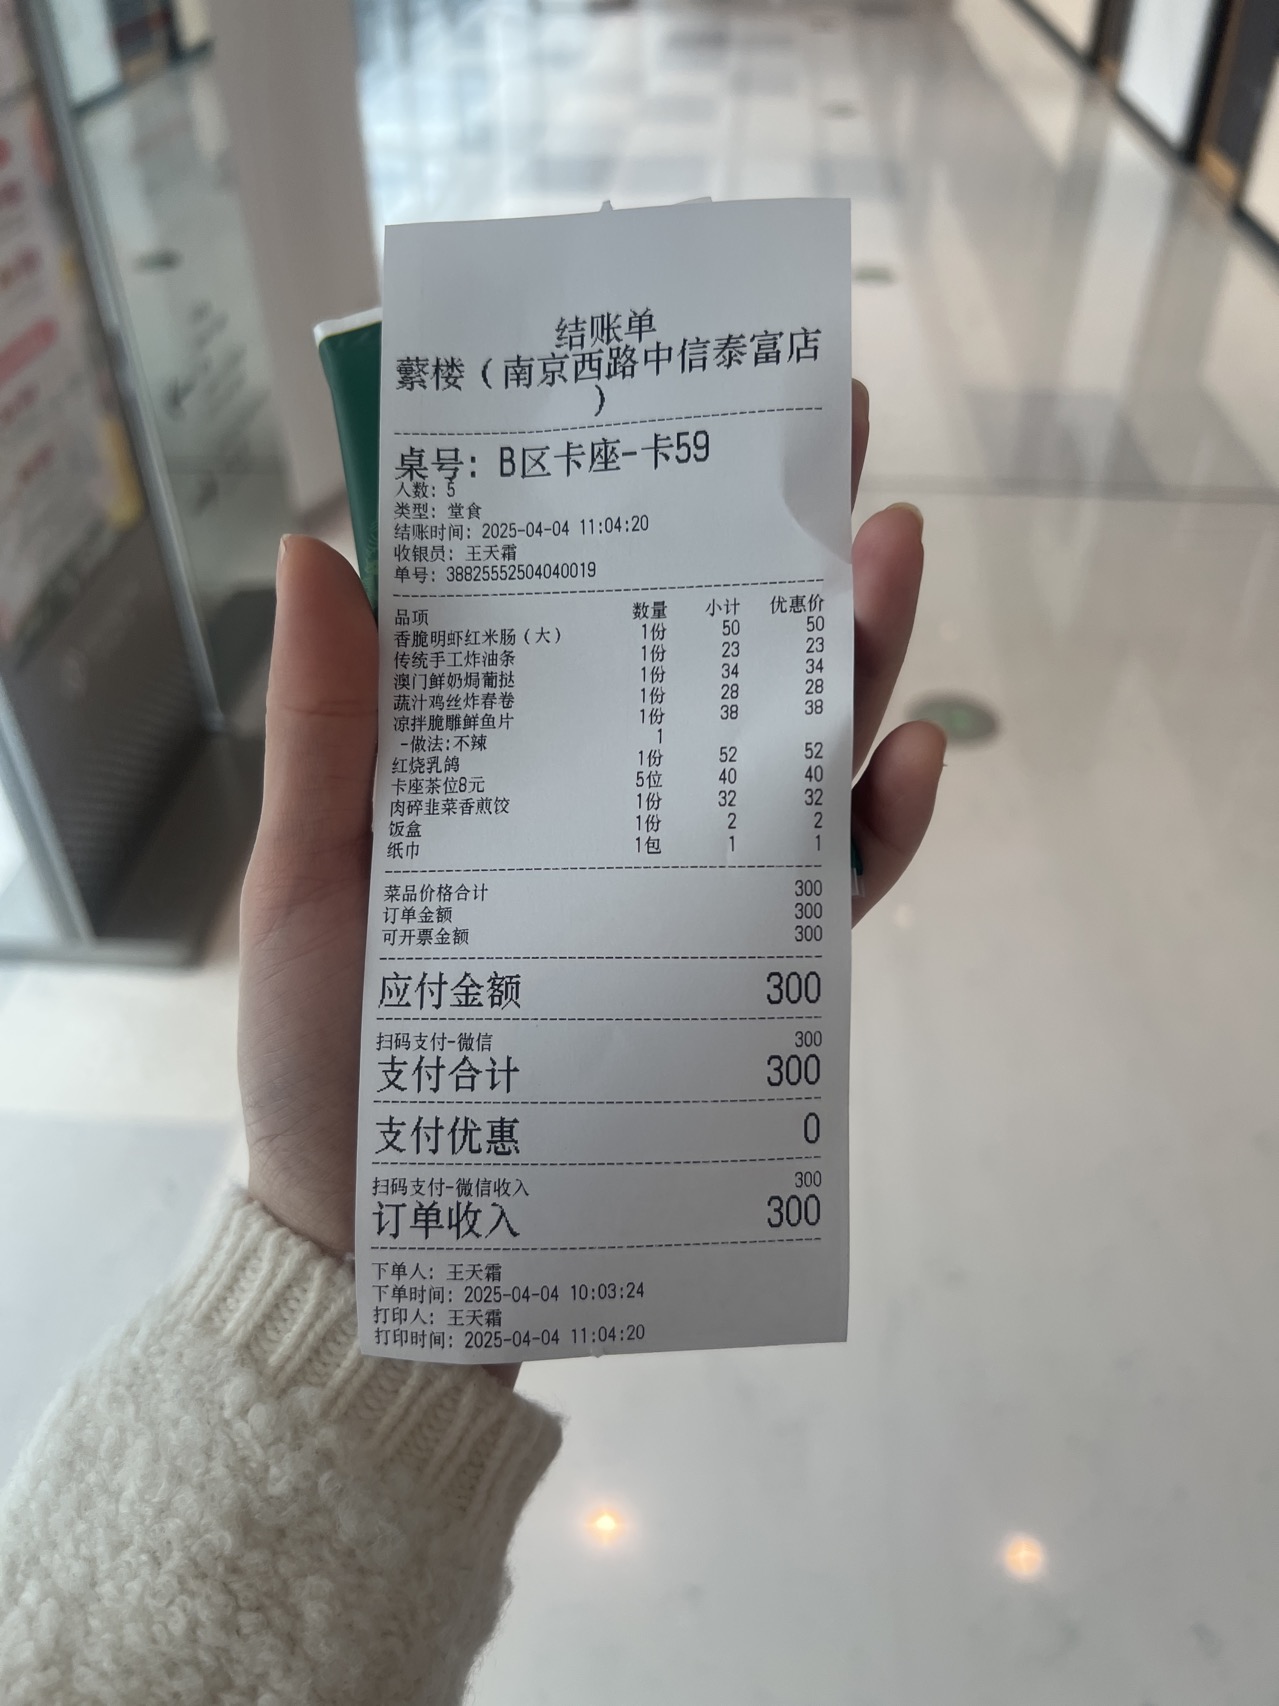 结账单
蘩楼（南京西路中信泰富店
）
桌号: B区卡座-卡59
人数: 5
类型: 堂食
结账时间: 2025-04-04 11:04:20
收银员: 王天霜
单号: 38825552504040019
品项 数量 小计 优惠价
香脆明虾红米肠（大） 1份 50 50
传统手工炸油条 1份 23 23
澳门鲜奶焗葡挞 1份 34 34
蔬汁鸡丝炸春卷 1份 28 28
凉拌脆雕鲜鱼片 1份 38 38
-做法:不辣 1
红烧乳鸽 1份 52 52
卡座茶位8元 5位 40 40
肉碎韭菜香煎饺 1份 32 32
饭盒 1份 2 2
纸巾 1包 1 1
菜品价格合计 300
订单金额 300
可开票金额 300
应付金额 300
扫码支付-微信 300
支付合计 300
支付优惠 0
扫码支付-微信收入 300
订单收入 300
下单人: 王天霜
下单时间: 2025-04-04 10:03:24
打印人: 王天霜
打印时间: 2025-04-04 11:04:20